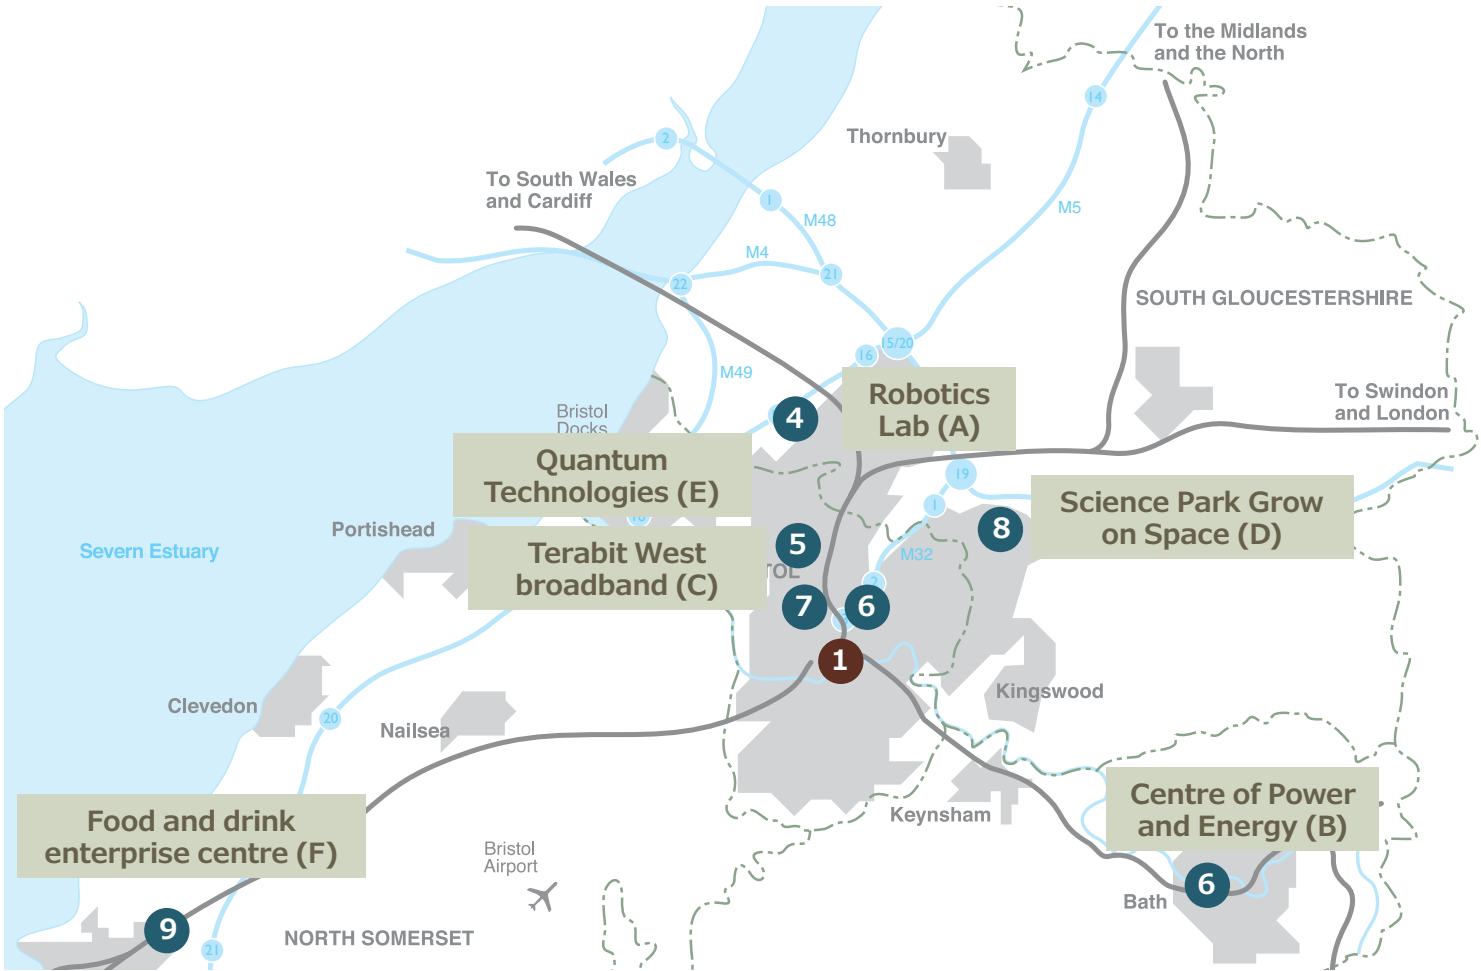 To the Midlands
and the North
14
Thornbury
2
To South Wales
and Cardiff
1
M48
M5
M4
21
22
SOUTH GLOUCESTERSHIRE
15/20
16
M49
Robotics
Lab (A)
To Swindon
and London
Bristol
Docks
4
Quantum
Technologies (E)
19
Science Park Grow
on Space (D)
1
18
Portishead
8
5
Severn Estuary
Terabit West
broadband (C)
M32
TOL
2
7
6
1
Kingswood
Clevedon
20
Nailsea
Centre of Power
and Energy (B)
Keynsham
Food and drink
enterprise centre (F)
Bristol
Airport
6
Bath
9
NORTH SOMERSET
21